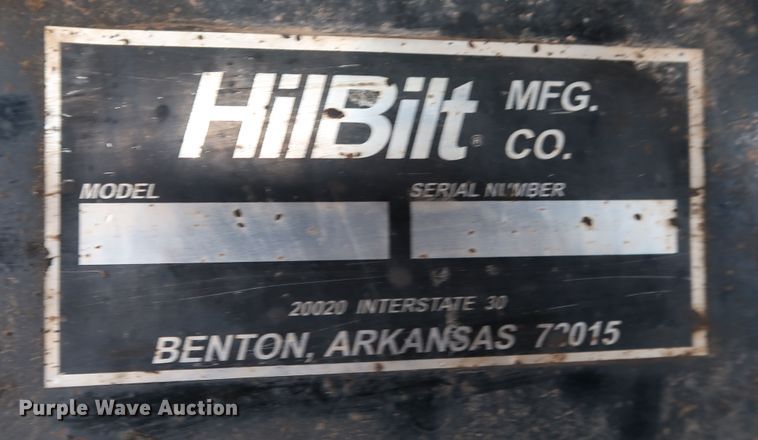 HilBilt® MFG. CO.
MODEL
SERIAL NUMBER
20020 INTERSTATE 30
BENTON, ARKANSAS 72015
Purple Wave Auction